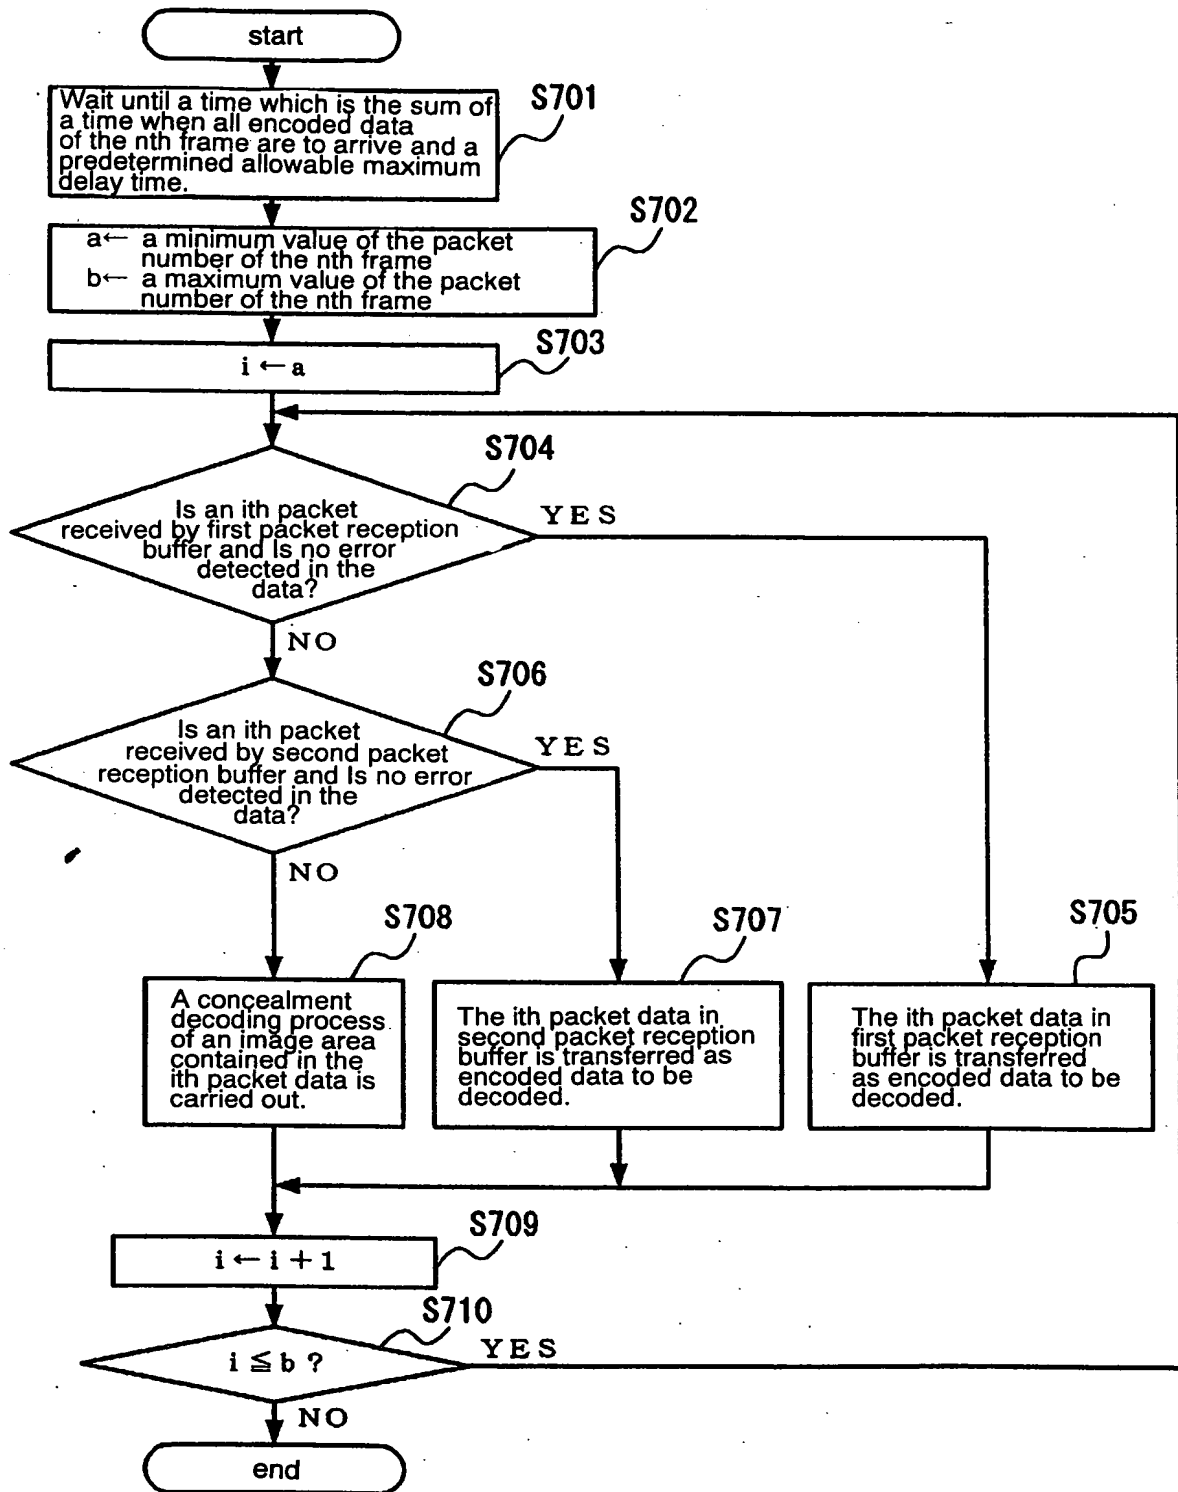 start
Wait until a time which is the sum of
a time when all encoded data
of the nth frame are to arrive and a
predetermined allowable maximum
delay time.
S701
S702
a← a minimum value of the packet
number of the nth frame
b← a maximum value of the packet
number of the nth frame
S703
i ← a
S704
Is an ith packet
received by first packet reception
buffer and Is no error
detected in the
data?
YES
NO
S706
Is an ith packet
received by second packet
reception buffer and Is no error
detected in the
data?
YES
NO
S708
A concealment
decoding process
of an image area
contained in the
ith packet data is
carried out.
S707
The ith packet data in
second packet reception
buffer is transferred as
encoded data to be
decoded.
S705
The ith packet data in
first packet reception
buffer is transferred
as encoded data to be
decoded.
S709
i ← i + 1
S710
i ≦ b ?
YES
NO
end